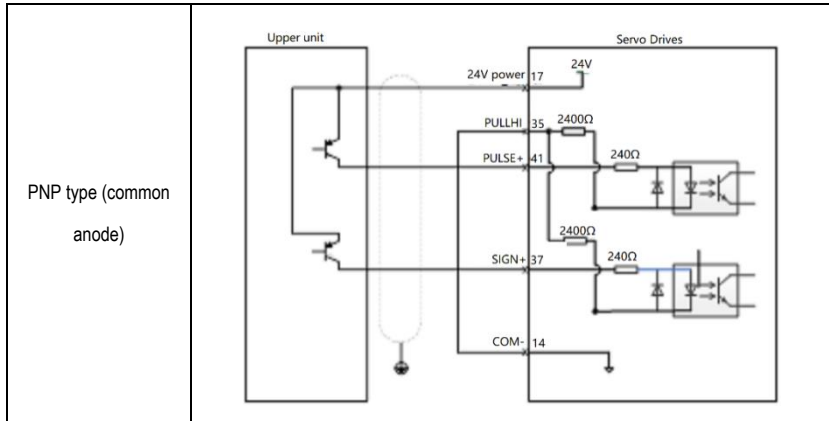 PNP type (common
anode)
Upper unit
Servo Drives
24V
24V power 17
PULLHI 35 2400Ω
PULSE+ 41 240Ω
2400Ω
SIGN+ 37 240Ω
COM- 14